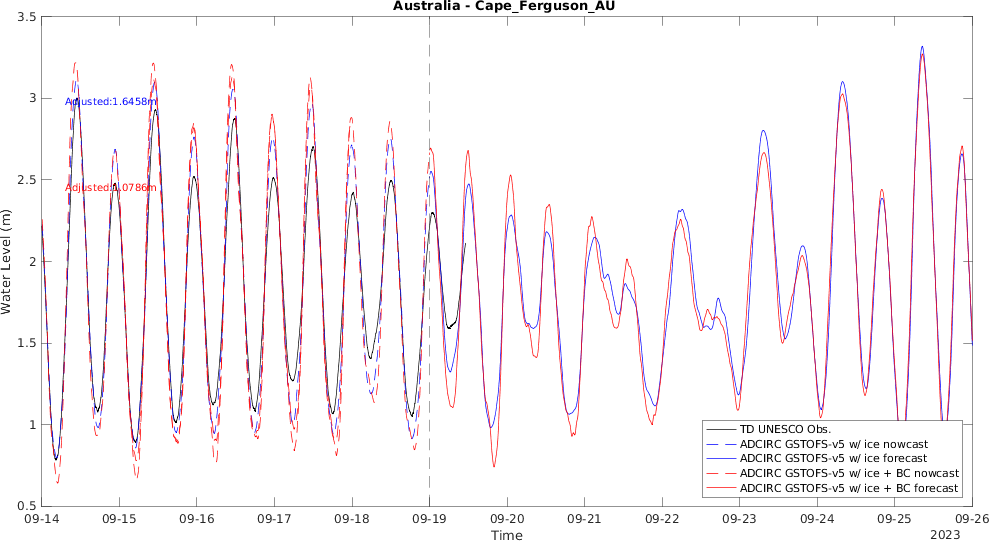 Australia - Cape_Ferguson_AU
3.5
3
2.5
2
1.5
1
0.5
Water Level (m)
Adjusted:1.6458m
TD UNESCO Obs.
ADCIRC GSTOFS-v5 w/ ice nowcast
ADCIRC GSTOFS-v5 w/ ice forecast
ADCIRC GSTOFS-v5 w/ ice + BC nowcast
ADCIRC GSTOFS-v5 w/ ice + BC forecast
09-14 09-15 09-16 09-17 09-18 09-19 09-20 09-21 09-22 09-23 09-24 09-25 09-26
Time
2023